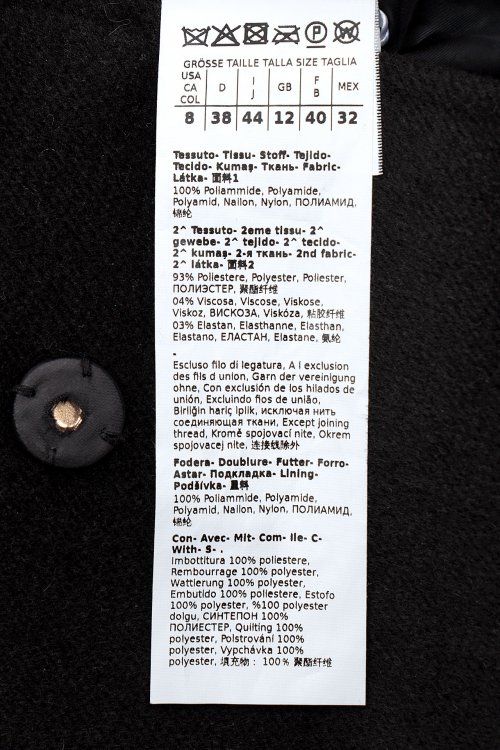 P W
GRÖSSE TAILLE TALLA SIZE TAGLIA
USA CA COL D I J GB F B MEX
8 38 44 12 40 32
Tessuto- Tissu- Stoff- Tejido-
Tecido- Kumaş- Ткань- Fabric-
Látka- 面料1
100% Poliammide, Polyamide,
Polyamid, Nailon, Nylon, ПОЛИАМИД,
锦纶
2^ Tessuto- 2eme tissu- 2^
gewebe- 2^ tejido- 2^ tecido-
2^ kumaş- 2-я ткань- 2nd fabric-
2^ látka- 面料2
93% Poliestere, Polyester, Poliester,
ПОЛИЭСТЕР, 聚酯纤维
04% Viscosa, Viscose, Viskose,
Viskoz, ВИСКОЗА, Viskóza, 粘胶纤维
03% Elastan, Elasthanne, Elasthan,
Elastano, ЕЛАСТАН, Elastane, 氨纶
-
Escluso filo di legatura, A l exclusion
des fils d union, Garn der vereinigung
ohne, Con exclusión de los hilados de
unión, Excluindo fios de união,
Birliğin hariç iplik, исключая нить
соединяющая ткани, Except joining
thread, Kromě spojovací nite, Okrem
spojovacej nite, 连接线除外
Fodera- Doublure- Futter- Forro-
Astar- Подкладка- Lining-
Podšívka- 里料
100% Poliammide, Polyamide,
Polyamid, Nailon, Nylon, ПОЛИАМИД,
锦纶
Con- Avec- Mit- Com- Ile- C-
With- S- .
Imbottitura 100% poliestere,
Rembourrage 100% polyester,
Wattierung 100% polyester,
Embutido 100% poliestere, Estofo
100% polyester, %100 polyester
dolgu, СИНТЕПОН 100%
ПОЛИЕСТЕР, Quilting 100%
polyester, Polstrování 100%
polyester, Vypchávka 100%
polyester, 填充物： 100％ 聚酯纤维